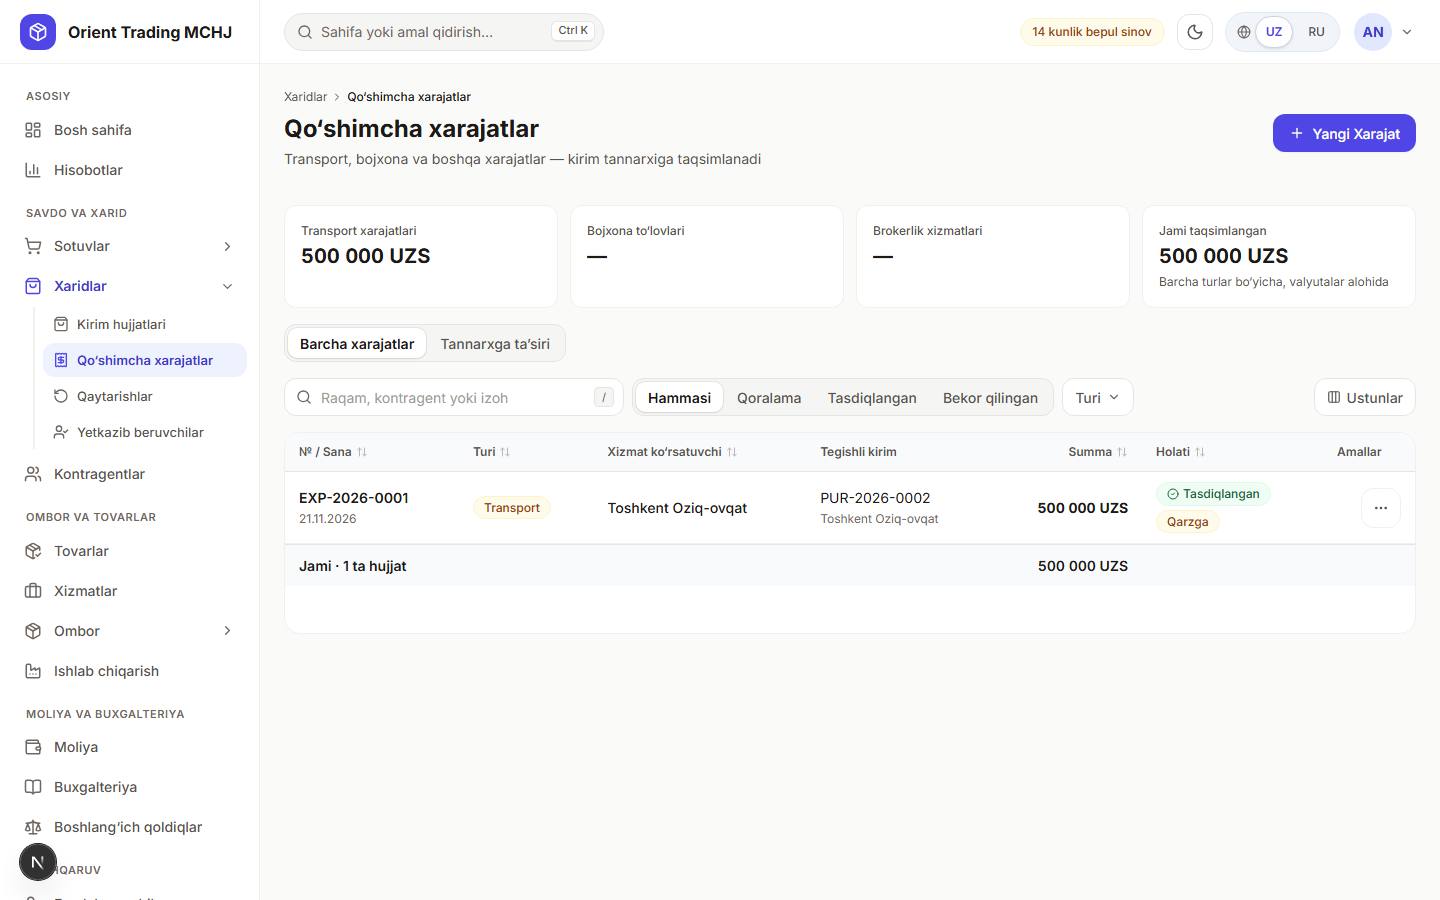 Orient Trading MCHJ
Sahifa yoki amal qidirish...
Ctrl K
14 kunlik bepul sinov
UZ
RU
AN
ASOSIY
Bosh sahifa
Hisobotlar
SAVDO VA XARID
Sotuvlar
Xaridlar
Kirim hujjatlari
Qo‘shimcha xarajatlar
Qaytarishlar
Yetkazib beruvchilar
Kontragentlar
OMBOR VA TOVARLAR
Tovarlar
Xizmatlar
Ombor
Ishlab chiqarish
MOLIYA VA BUXGALTERIYA
Moliya
Buxgalteriya
Boshlang‘ich qoldiqlar
N
Xaridlar > Qo‘shimcha xarajatlar
Qo‘shimcha xarajatlar
Transport, bojxona va boshqa xarajatlar — kirim tannarxiga taqsimlanadi
+ Yangi Xarajat
Transport xarajatlari
500 000 UZS
Bojxona to‘lovlari
—
Brokerlik xizmatlari
—
Jami taqsimlangan
500 000 UZS
Barcha turlar bo‘yicha, valyutalar alohida
Barcha xarajatlar
Tannarxga ta’siri
Raqam, kontragent yoki izoh
/
Hammasi
Qoralama
Tasdiqlangan
Bekor qilingan
Turi
Ustunlar
№ / Sana
Turi
Xizmat ko‘rsatuvchi
Tegishli kirim
Summa
Holati
Amallar
EXP-2026-0001
21.11.2026
Transport
Toshkent Oziq-ovqat
PUR-2026-0002
Toshkent Oziq-ovqat
500 000 UZS
Tasdiqlangan
Qarzga
Jami · 1 ta hujjat
500 000 UZS